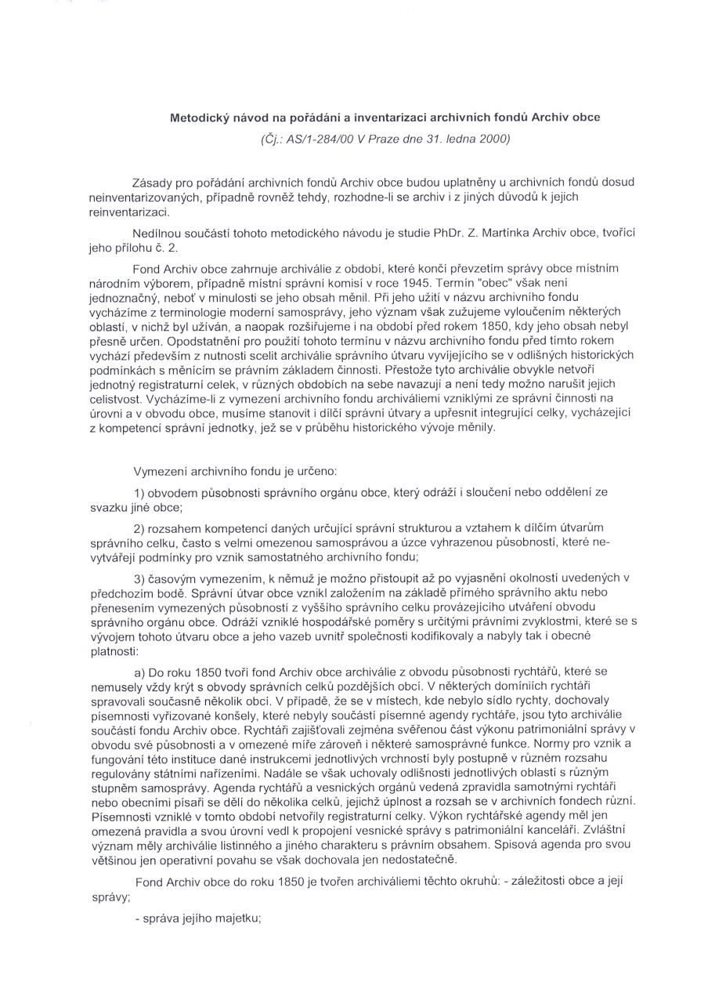 Metodický návod na pořádání a inventarizaci archivních fondů Archiv obce
(Čj.: AS/1-284/00 V Praze dne 31. ledna 2000)
Zásady pro pořádání archivních fondů Archiv obce budou uplatněny u archivních fondů dosud
neinventarizovaných, případně rovněž tehdy, rozhodne-li se archiv i z jiných důvodů k jejich
reinventarizaci.
Nedílnou součástí tohoto metodického návodu je studie PhDr. Z. Martínka Archiv obce, tvořící
jeho přílohu č. 2.
Fond Archiv obce zahrnuje archiválie z období, které končí převzetím správy obce místním
národním výborem, případně místní správní komisí v roce 1945. Termín "obec" však není
jednoznačný, neboť v minulosti se jeho obsah měnil. Při jeho užití v názvu archivního fondu
vycházíme z terminologie moderní samosprávy, jeho význam však zužujeme vyloučením některých
oblastí, v nichž byl užíván, a naopak rozšiřujeme i na období před rokem 1850, kdy jeho obsah nebyl
přesně určen. Opodstatnění pro použití tohoto termínu v názvu archivního fondu před tímto rokem
vychází především z nutnosti scelit archiválie správního útvaru vyvíjejícího se v odlišných historických
podmínkách s měnícím se právním základem činnosti. Přestože tyto archiválie obvykle netvoří
jednotný registraturní celek, v různých obdobích na sebe navazují a není tedy možno narušit jejich
celistvost. Vycházíme-li z vymezení archivního fondu archiváliemi vzniklými ze správní činnosti na
úrovni a v obvodu obce, musíme stanovit i dílčí správní útvary a upřesnit integrující celky, vycházející
z kompetencí správní jednotky, jež se v průběhu historického vývoje měnily.
Vymezení archivního fondu je určeno:
1) obvodem působnosti správního orgánu obce, který odráží i sloučení nebo oddělení ze
svazku jiné obce;
2) rozsahem kompetencí daných určující správní strukturou a vztahem k dílčím útvarům
správního celku, často s velmi omezenou samosprávou a úzce vyhrazenou působností, které ne-
vytvářejí podmínky pro vznik samostatného archivního fondu;
3) časovým vymezením, k němuž je možno přistoupit až po vyjasnění okolností uvedených v
předchozím bodě. Správní útvar obce vznikl založením na základě přímého správního aktu nebo
přenesením vymezených působností z vyššího správního celku provázejícího utváření obvodu
správního orgánu obce. Odráží vzniklé hospodářské poměry s určitými právními zvyklostmi, které se s
vývojem tohoto útvaru obce a jeho vazeb uvnitř společnosti kodifikovaly a nabyly tak i obecné
platnosti:
a) Do roku 1850 tvoří fond Archiv obce archiválie z obvodu působnosti rychtářů, které se
nemusely vždy krýt s obvody správních celků pozdějších obcí. V některých domíniích rychtáři
spravovali současně několik obcí. V případě, že se v místech, kde nebylo sídlo rychty, dochovaly
písemnosti vyřizované konšely, které nebyly součástí písemné agendy rychtáře, jsou tyto archiválie
součástí fondu Archiv obce. Rychtáři zajišťovali zejména svěřenou část výkonu patrimoniální správy v
obvodu své působnosti a v omezené míře zároveň i některé samosprávné funkce. Normy pro vznik a
fungování této instituce dané instrukcemi jednotlivých vrchností byly postupně v různém rozsahu
regulovány státními nařízeními. Nadále se však uchovaly odlišnosti jednotlivých oblastí s různým
stupněm samosprávy. Agenda rychtářů a vesnických orgánů vedená zpravidla samotnými rychtáři
nebo obecními písaři se dělí do několika celků, jejichž úplnost a rozsah se v archivních fondech různí.
Písemnosti vzniklé v tomto období netvořily registraturní celky. Výkon rychtářské agendy měl jen
omezená pravidla a svou úrovní vedl k propojení vesnické správy s patrimoniální kanceláří. Zvláštní
význam měly archiválie listinného a jiného charakteru s právním obsahem. Spisová agenda pro svou
většinou jen operativní povahu se však dochovala jen nedostatečně.
Fond Archiv obce do roku 1850 je tvořen archiváliemi těchto okruhů: - záležitosti obce a její
správy;
- správa jejího majetku;